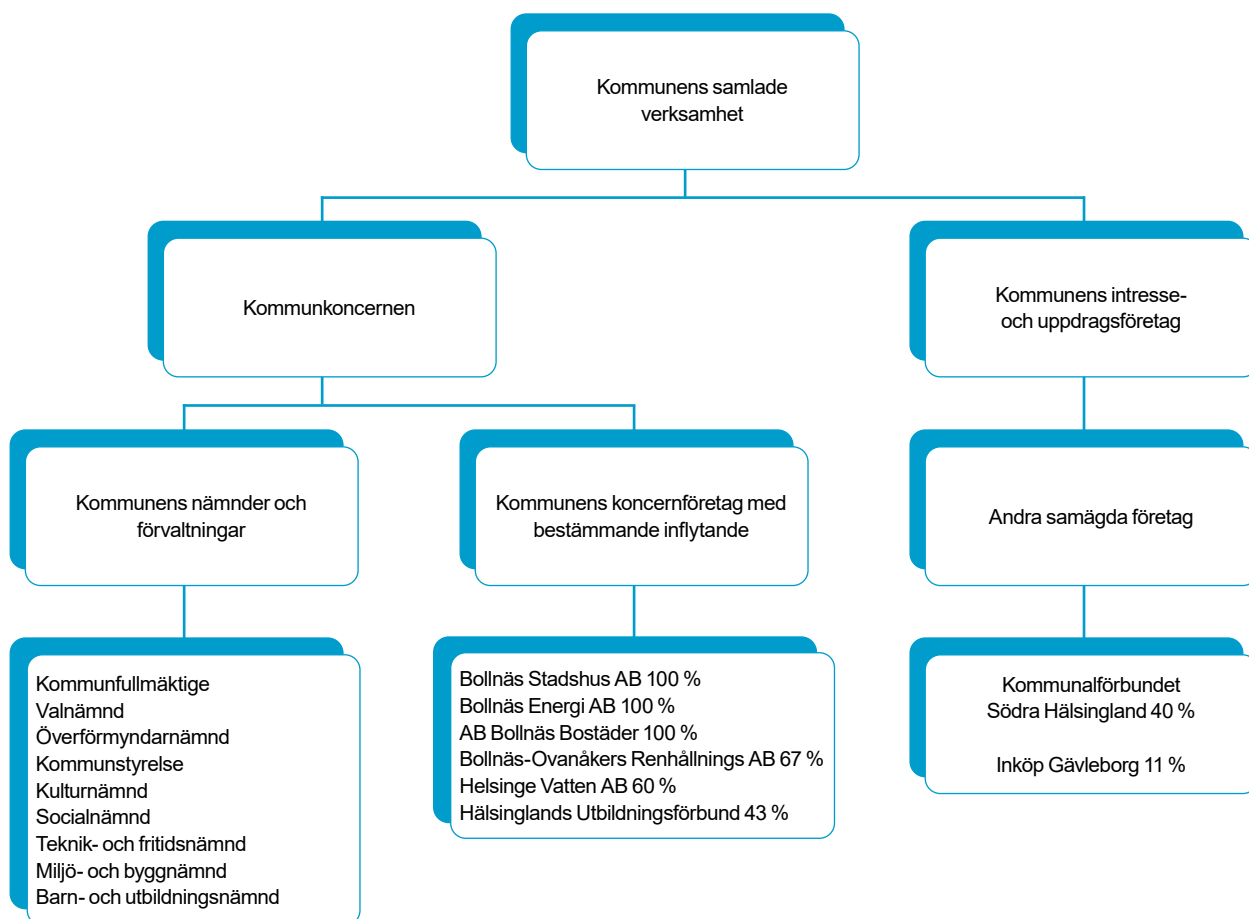 Kommunens samlade
verksamhet
Kommunkoncernen
Kommunens intresse-
och uppdragsföretag
Kommunens nämnder och
förvaltningar
Kommunens koncernföretag med
bestämmande inflytande
Andra samägda företag
Kommunfullmäktige
Valnämnd
Överförmyndarnämnd
Kommunstyrelse
Kulturnämnd
Socialnämnd
Teknik- och fritidsnämnd
Miljö- och byggnämnd
Barn- och utbildningsnämnd
Bollnäs Stadshus AB 100 %
Bollnäs Energi AB 100 %
AB Bollnäs Bostäder 100 %
Bollnäs-Ovanåkers Renhållnings AB 67 %
Helsinge Vatten AB 60 %
Hälsinglands Utbildningsförbund 43 %
Kommunalförbundet
Södra Hälsingland 40 %
Inköp Gävleborg 11 %